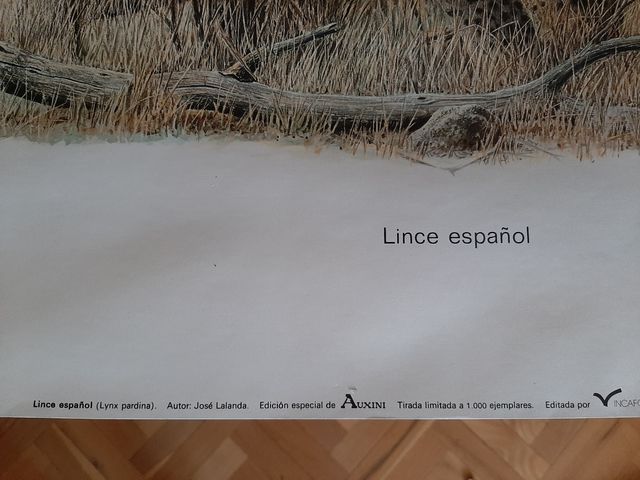 Lince español
Lince español (Lynx pardina). Autor: José Lalanda. Edición especial de AUXINI Tirada limitada a 1.000 ejemplares. Editada por